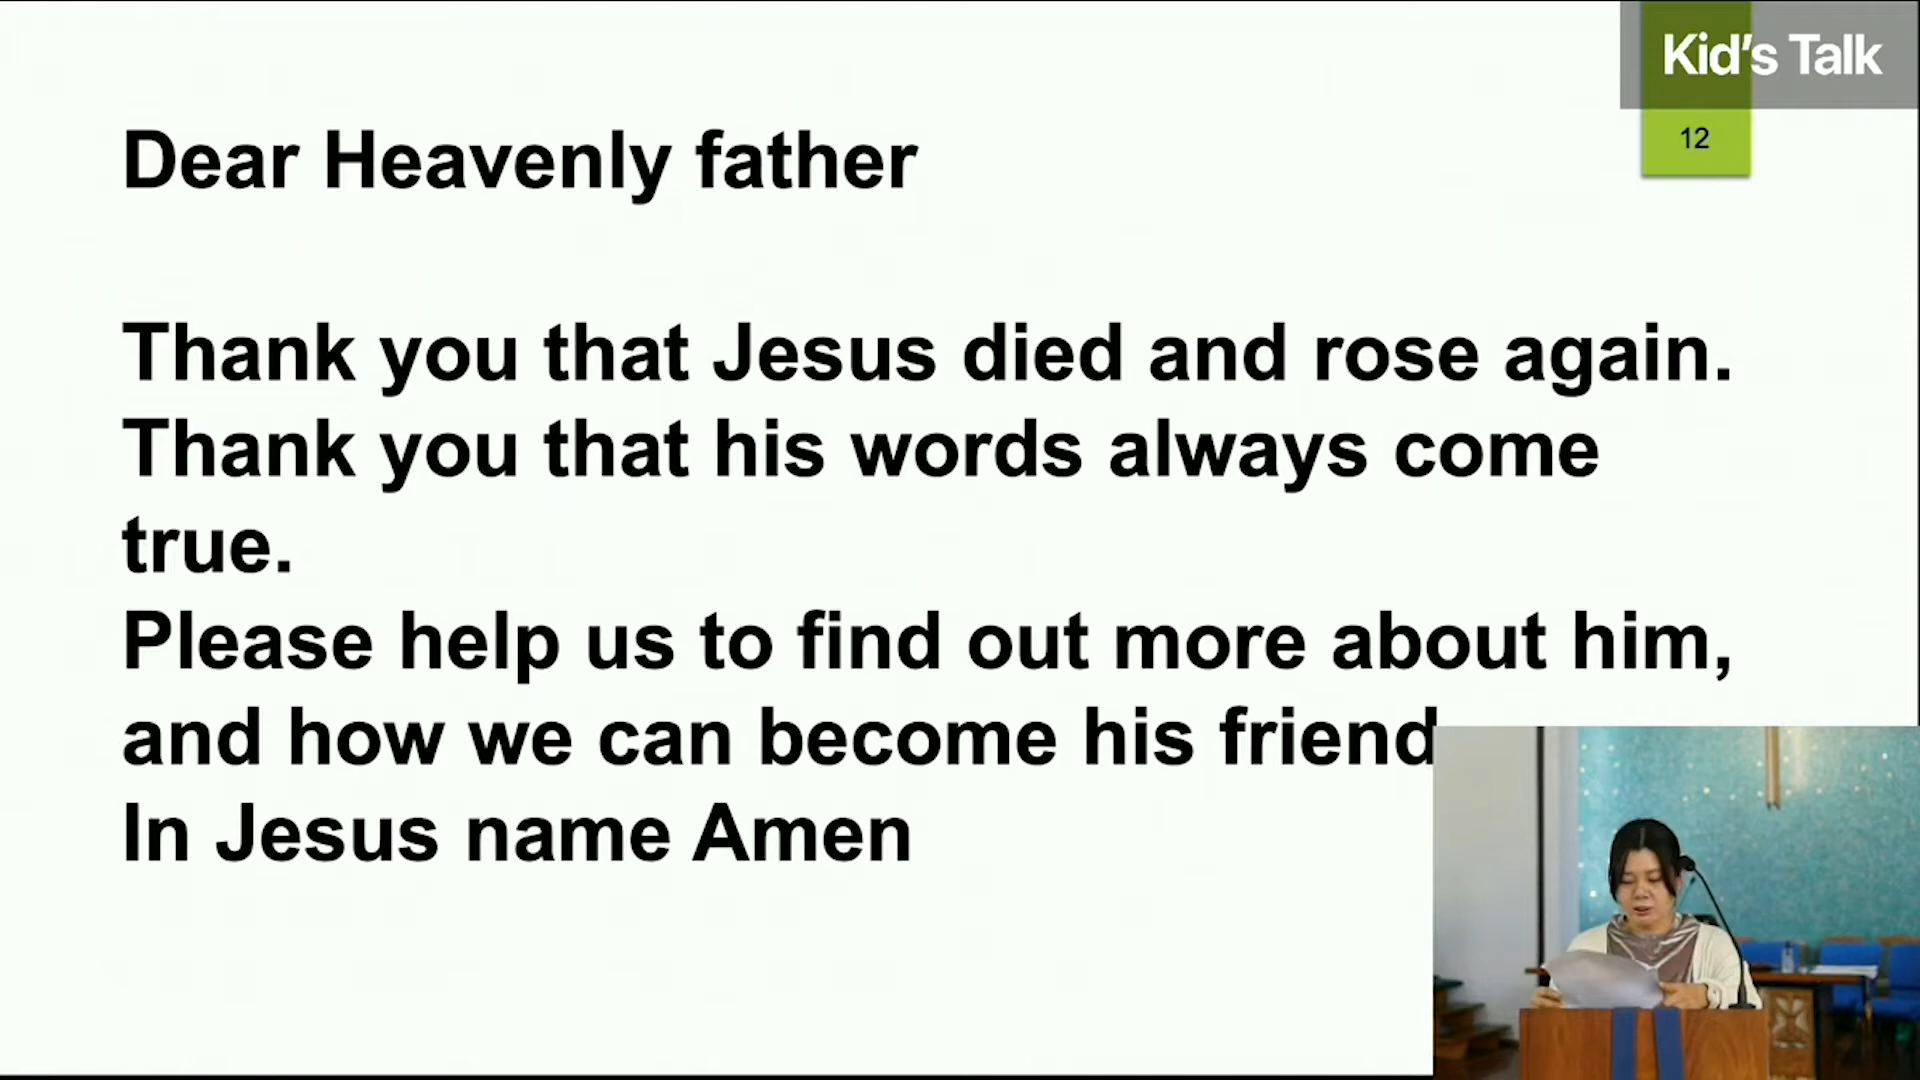 Kid's Talk
12
Dear Heavenly father
Thank you that Jesus died and rose again.
Thank you that his words always come
true.
Please help us to find out more about him,
and how we can become his friend
In Jesus name Amen